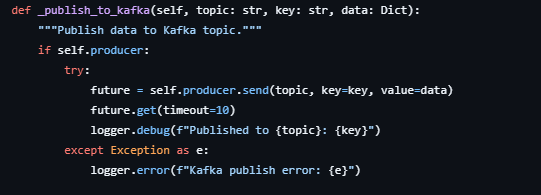 def _publish_to_kafka(self, topic: str, key: str, data: Dict):
    """Publish data to Kafka topic."""
    if self.producer:
        try:
            future = self.producer.send(topic, key=key, value=data)
            future.get(timeout=10)
            logger.debug(f"Published to {topic}: {key}")
        except Exception as e:
            logger.error(f"Kafka publish error: {e}")